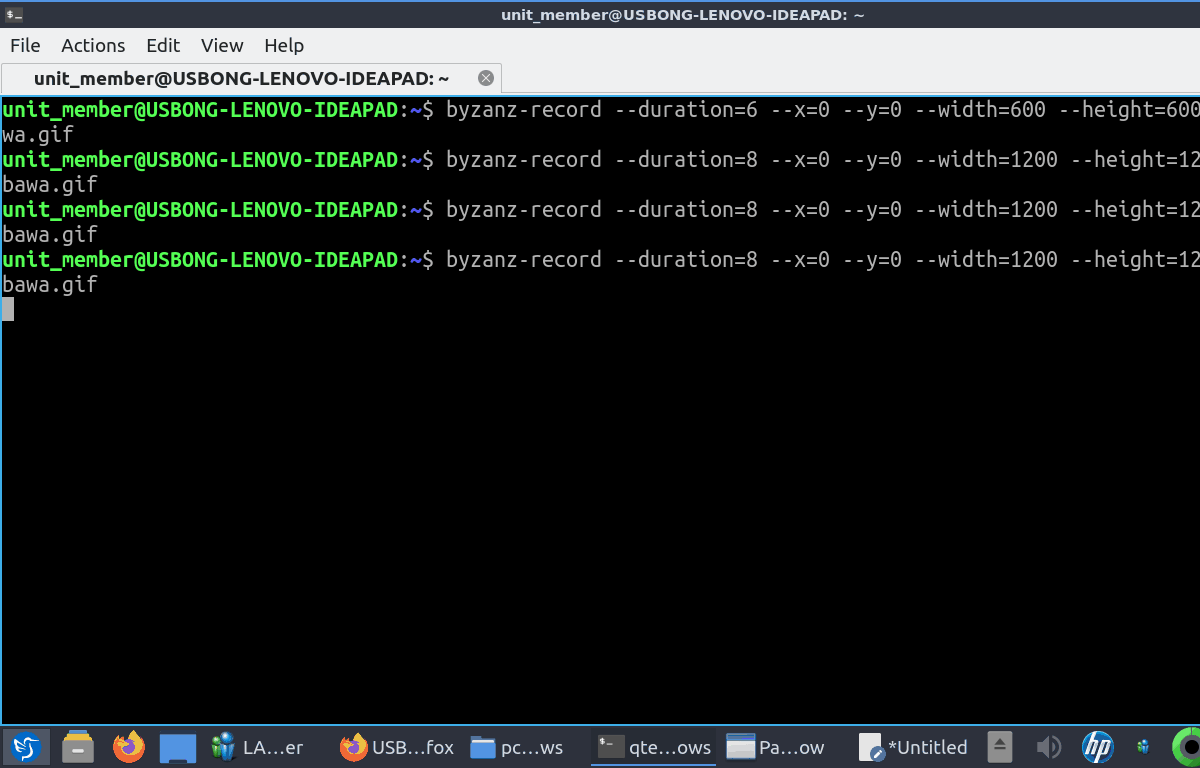 unit_member@USBONG-LENOVO-IDEAPAD: ~
File Actions Edit View Help
unit_member@USBONG-LENOVO-IDEAPAD: ~
unit_member@USBONG-LENOVO-IDEAPAD:~$ byzanz-record --duration=6 --x=0 --y=0 --width=600 --height=600
wa.gif
unit_member@USBONG-LENOVO-IDEAPAD:~$ byzanz-record --duration=8 --x=0 --y=0 --width=1200 --height=12
bawa.gif
unit_member@USBONG-LENOVO-IDEAPAD:~$ byzanz-record --duration=8 --x=0 --y=0 --width=1200 --height=12
bawa.gif
unit_member@USBONG-LENOVO-IDEAPAD:~$ byzanz-record --duration=8 --x=0 --y=0 --width=1200 --height=12
bawa.gif
LA...er USB...fox pc...ws qte...ows Pa...ow *Untitled hp